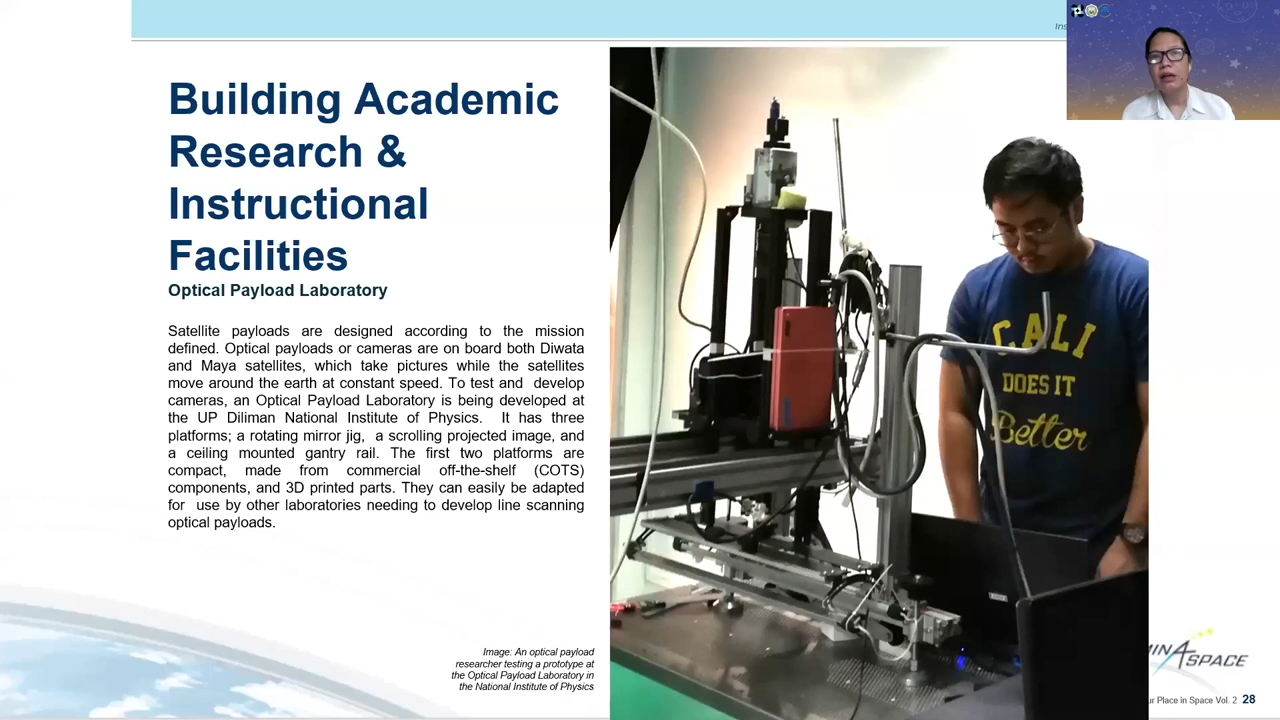 Building Academic
Research &
Instructional
Facilities
Optical Payload Laboratory
Satellite payloads are designed according to the mission
defined. Optical payloads or cameras are on board both Diwata
and Maya satellites, which take pictures while the satellites
move around the earth at constant speed. To test and develop
cameras, an Optical Payload Laboratory is being developed at
the UP Diliman National Institute of Physics. It has three
platforms; a rotating mirror jig, a scrolling projected image, and
a ceiling mounted gantry rail. The first two platforms are
compact, made from commercial off-the-shelf (COTS)
components, and 3D printed parts. They can easily be adapted
for use by other laboratories needing to develop line scanning
optical payloads.
Image: An optical payload
researcher testing a prototype at
the Optical Payload Laboratory in
the National Institute of Physics
CALI
DOES IT
Better
SPACE
Place in Space Vol. 2 28